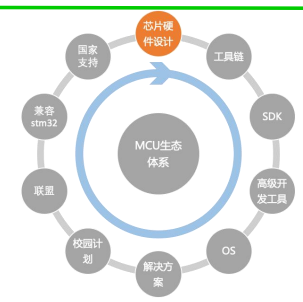 芯片硬
件设计
工具链
SDK
高级开
发工具
OS
解决方
案
校园计
划
联盟
兼容
stm32
国家
支持
MCU生态
体系